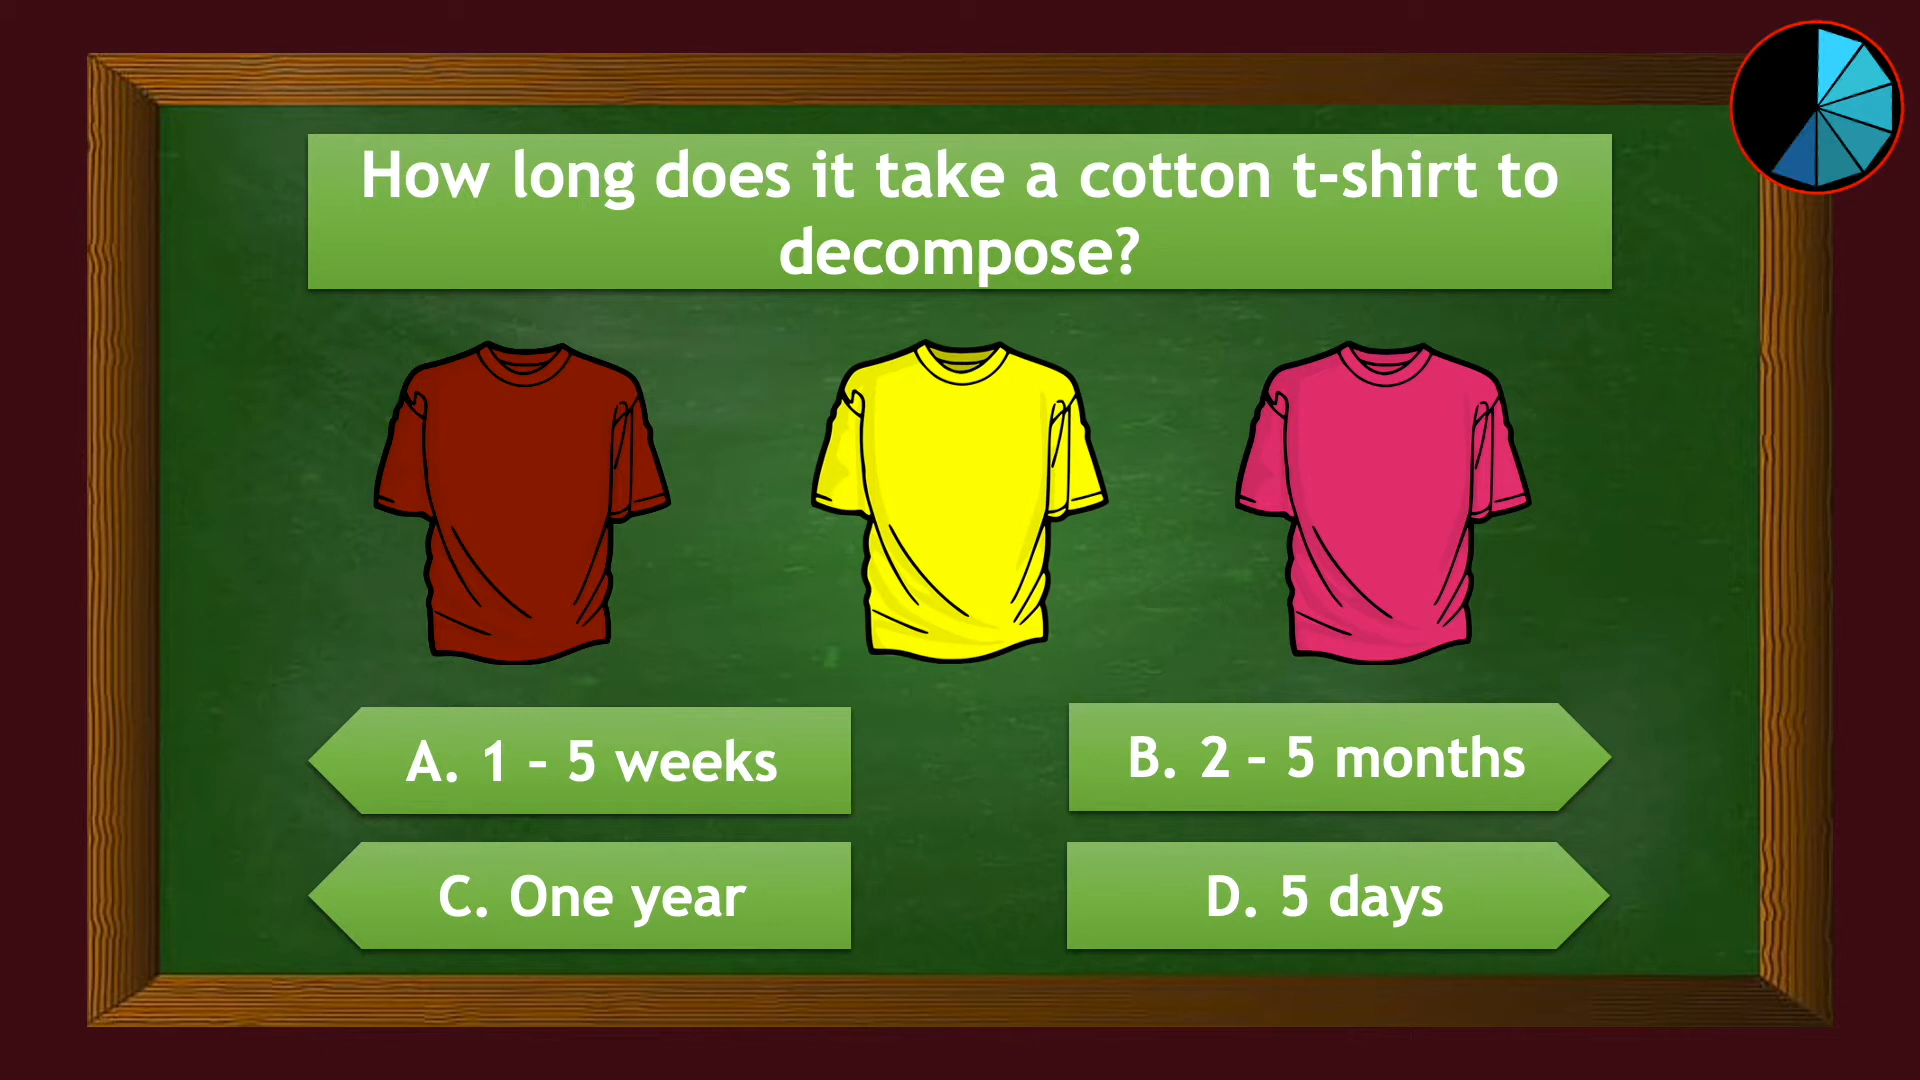 How long does it take a cotton t-shirt to
decompose?
A. 1 – 5 weeks
B. 2 – 5 months
C. One year
D. 5 days